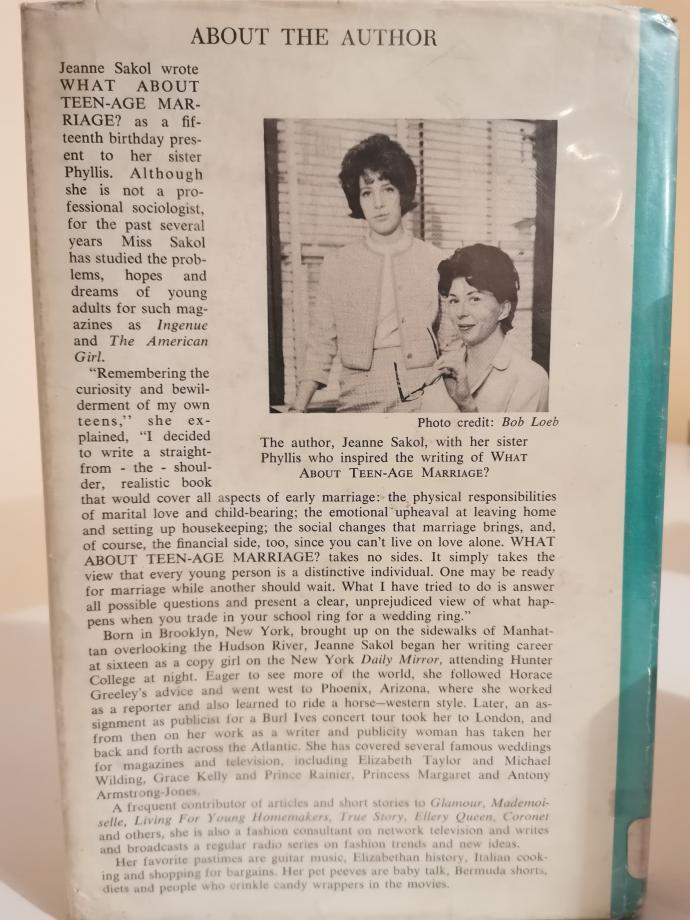 ABOUT THE AUTHOR
Jeanne Sakol wrote
WHAT ABOUT
TEEN-AGE MAR-
RIAGE? as a fif-
teenth birthday pres-
ent to her sister
Phyllis. Although
she is not a pro-
fessional sociologist,
for the past several
years Miss Sakol
has studied the prob-
lems, hopes and
dreams of young
adults for such mag-
azines as Ingenue
and The American
Girl.
"Remembering the
curiosity and bewil-
derment of my own
teens," she ex-
plained, "I decided
to write a straight-
from - the - shoul-
der, realistic book
Photo credit: Bob Loeb
The author, Jeanne Sakol, with her sister
Phyllis who inspired the writing of WHAT
ABOUT TEEN-AGE MARRIAGE?
that would cover all aspects of early marriage: the physical responsibilities
of marital love and child-bearing; the emotional upheaval at leaving home
and setting up housekeeping; the social changes that marriage brings, and,
of course, the financial side, too, since you can't live on love alone. WHAT
ABOUT TEEN-AGE MARRIAGE? takes no sides. It simply takes the
view that every young person is a distinctive individual. One may be ready
for marriage while another should wait. What I have tried to do is answer
all possible questions and present a clear, unprejudiced view of what hap-
pens when you trade in your school ring for a wedding ring."
Born in Brooklyn, New York, brought up on the sidewalks of Manhat-
tan overlooking the Hudson River, Jeanne Sakol began her writing career
at sixteen as a copy girl on the New York Daily Mirror, attending Hunter
College at night. Eager to see more of the world, she followed Horace
Greeley's advice and went west to Phoenix, Arizona, where she worked
as a reporter and also learned to ride a horse—western style. Later, an as-
signment as publicist for a Burl Ives concert tour took her to London, and
from then on her work as a writer and publicity woman has taken her
back and forth across the Atlantic. She has covered several famous weddings
for magazines and television, including Elizabeth Taylor and Michael
Wilding, Grace Kelly and Prince Rainier, Princess Margaret and Antony
Armstrong-Jones.
A frequent contributor of articles and short stories to Glamour, Mademoi-
selle, Living For Young Homemakers, True Story, Ellery Queen, Coronet
and others, she is also a fashion consultant on network television and writes
and broadcasts a regular radio series on fashion trends and new ideas.
Her favorite pastimes are guitar music, Elizabethan history, Italian cook-
ing and shopping for bargains. Her pet peeves are baby talk, Bermuda shorts,
diets and people who crinkle candy wrappers in the movies.